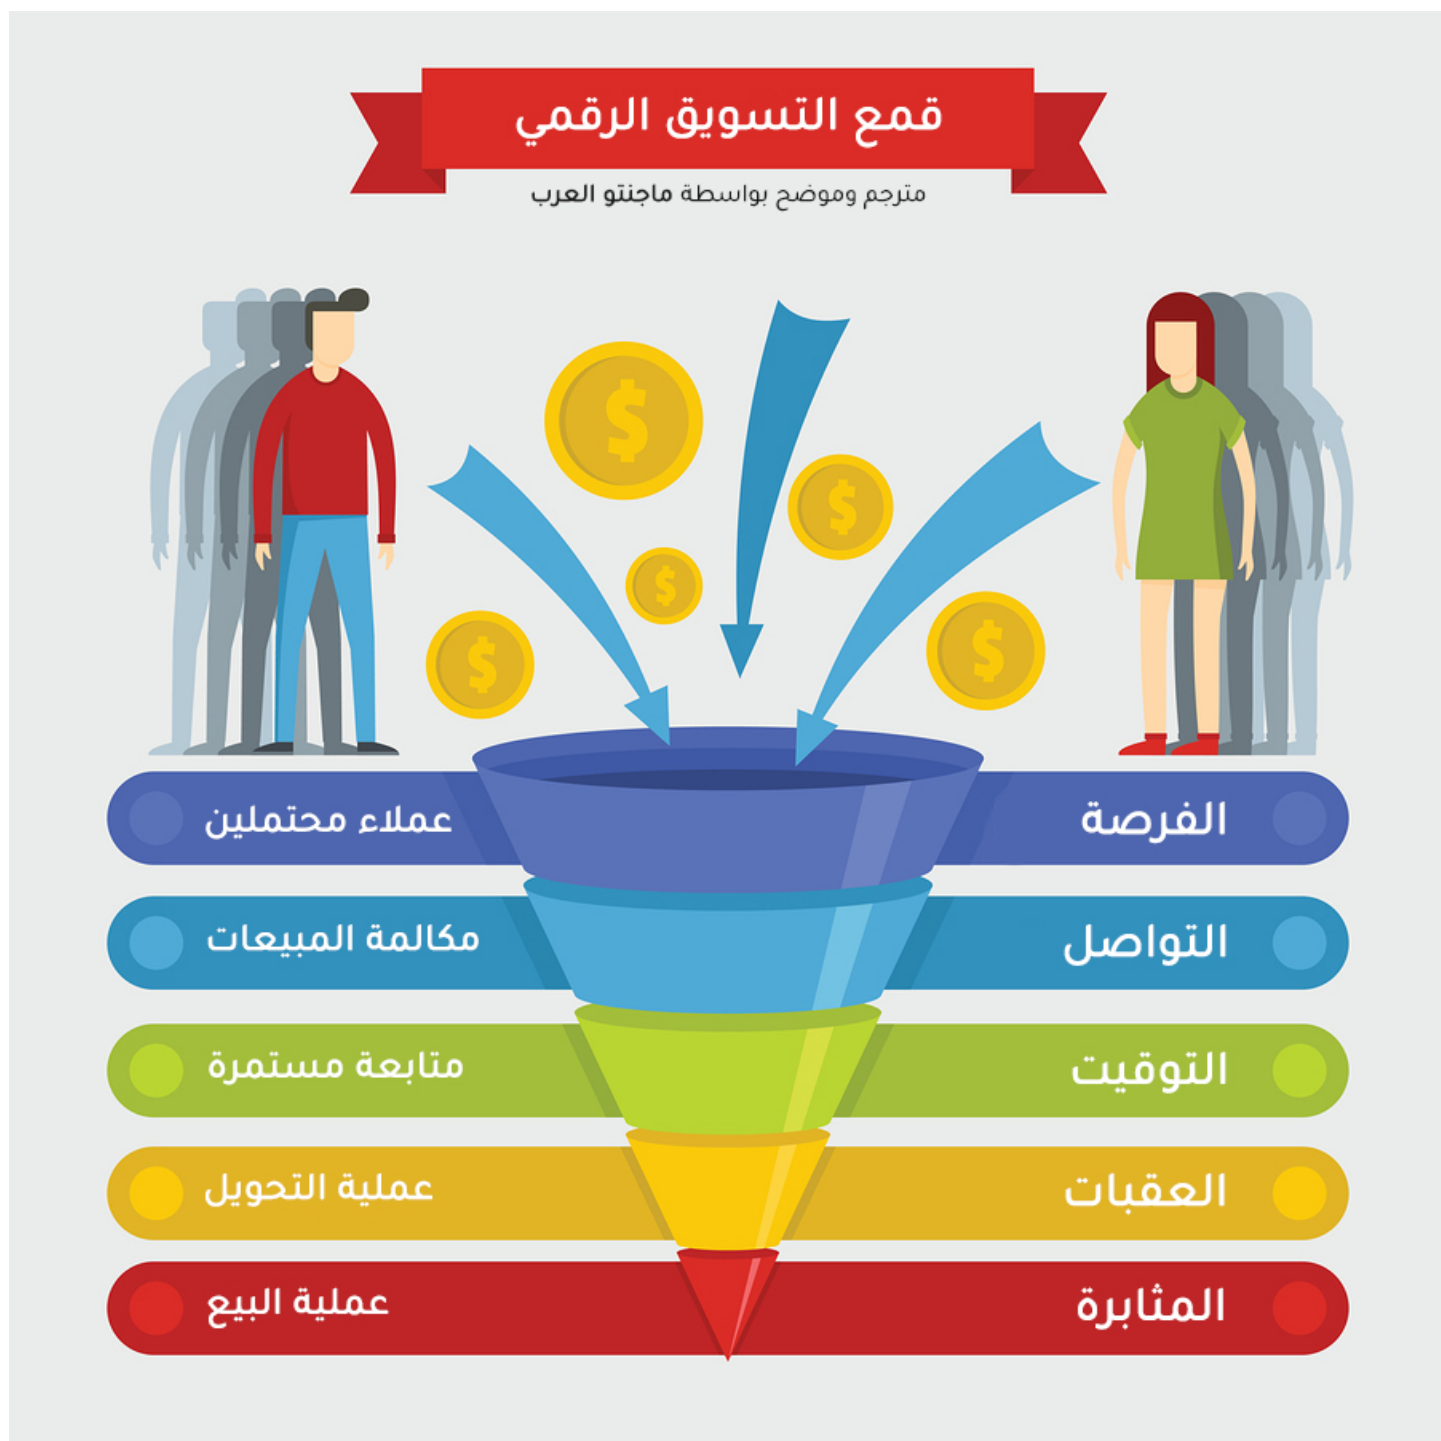 قمع التسويق الرقمي
مترجم وموضح بواسطة ماجنتو العرب
الفرصة
عملاء محتملين
التواصل
مكالمة المبيعات
التوقيت
متابعة مستمرة
العقبات
عملية التحويل
المثابرة
عملية البيع
$
$
$
$
$